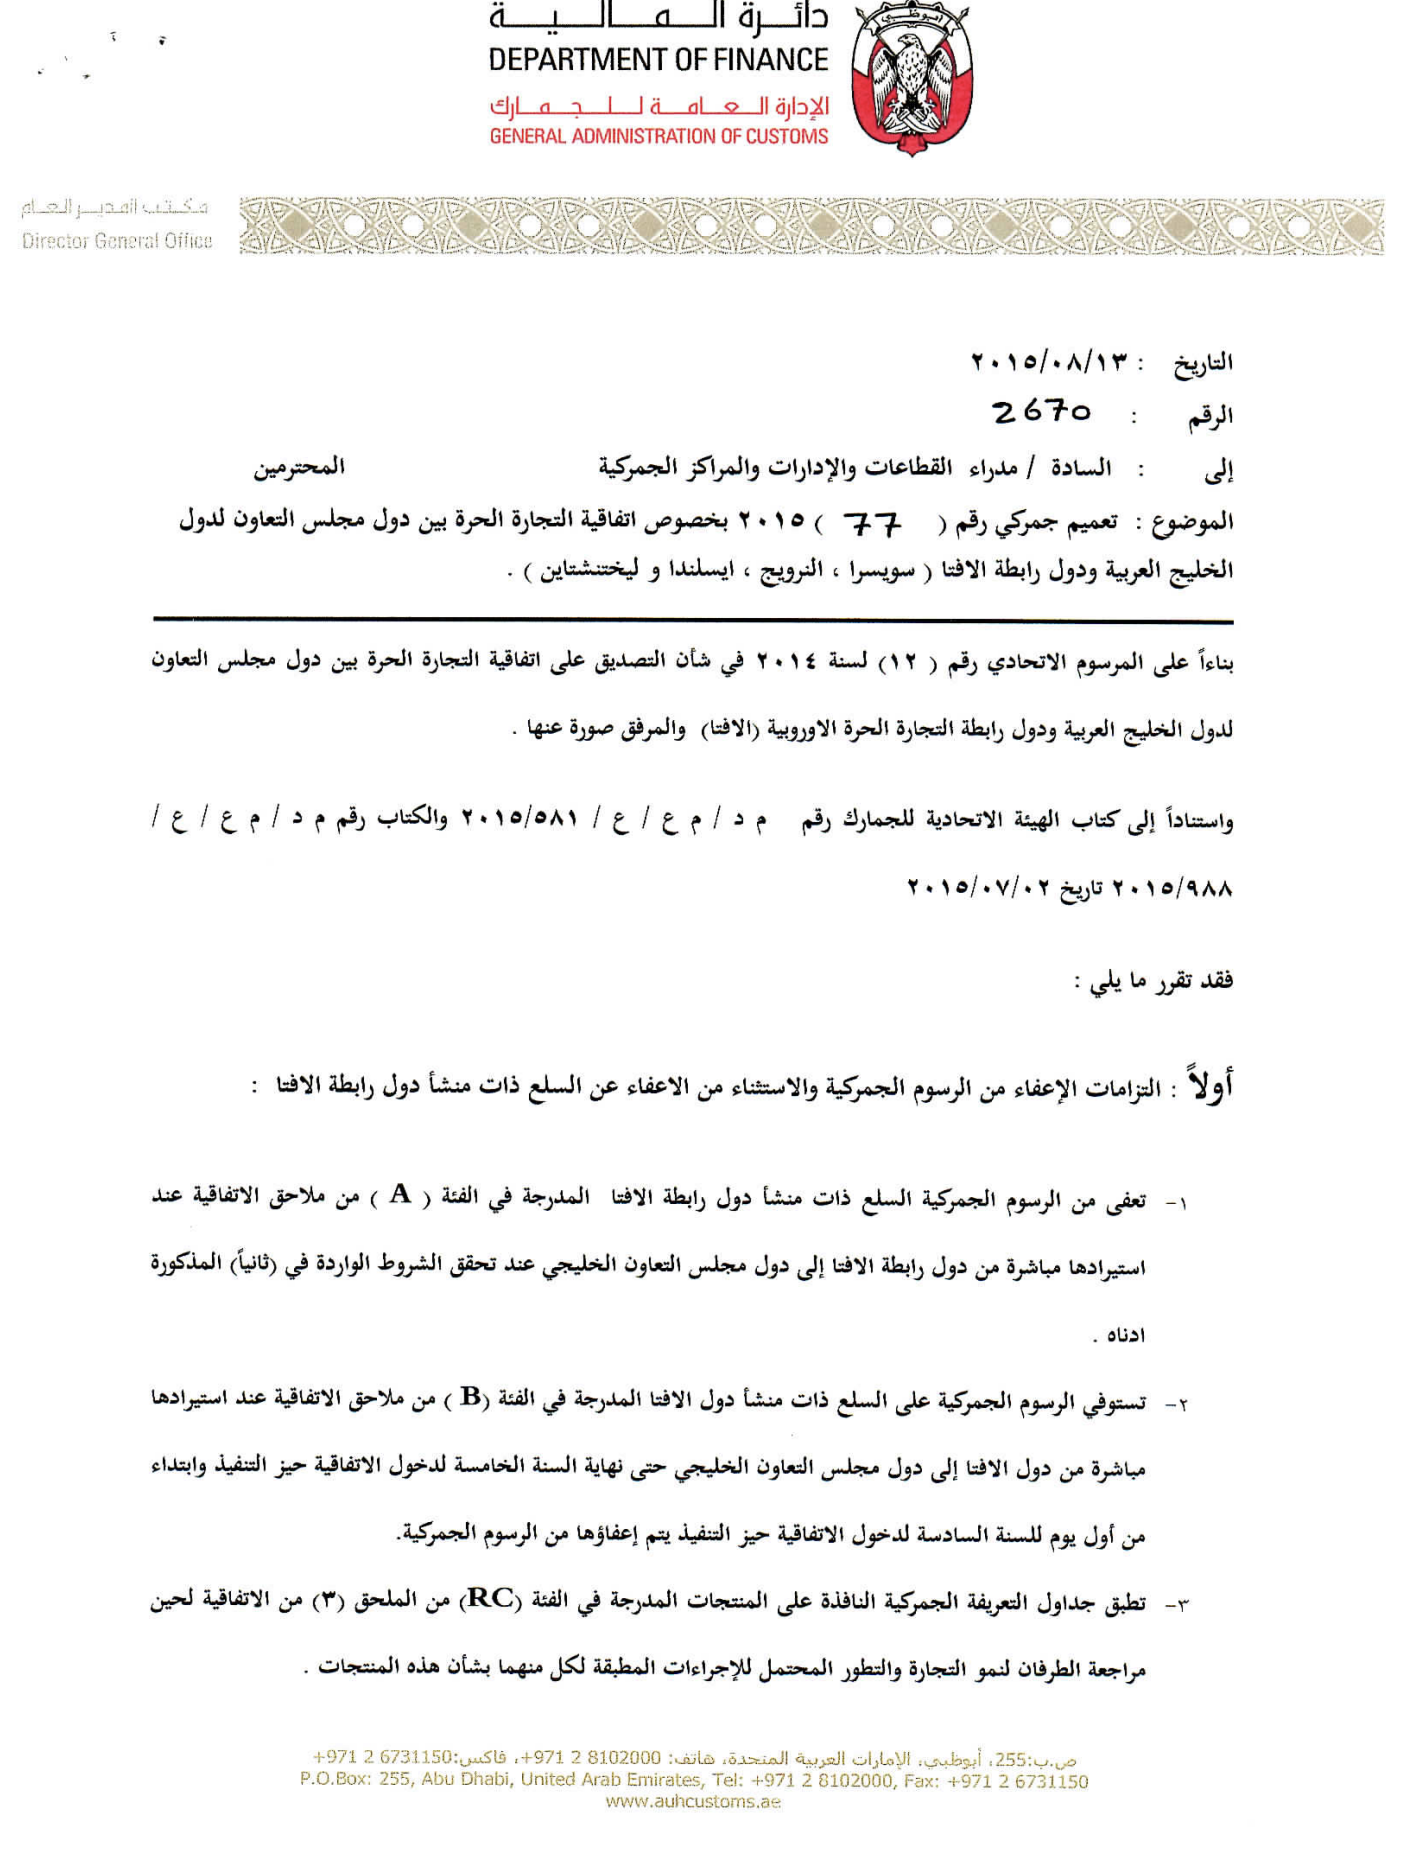 دائرة المالية
DEPARTMENT OF FINANCE
الإدارة العامة للجمارك
GENERAL ADMINISTRATION OF CUSTOMS
أبوظبي
مكتب المدير العام
Director General Office
التاريخ : ٢٠١٥/٠٨/١٣
الرقم : 2670
إلى : السادة / مدراء القطاعات والإدارات والمراكز الجمركية المحترمين
الموضوع : تعميم جمركي رقم ( 77 ) ٢٠١٥ بخصوص اتفاقية التجارة الحرة بين دول مجلس التعاون لدول
الخليج العربية ودول رابطة الافتا ( سويسرا ، النرويج ، ايسلندا و ليختنشتاين ) .
بناءاً على المرسوم الاتحادي رقم ( ١٢) لسنة ٢٠١٤ في شأن التصديق على اتفاقية التجارة الحرة بين دول مجلس التعاون
لدول الخليج العربية ودول رابطة التجارة الحرة الاوروبية (الافتا) والمرفق صورة عنها .
واستناداً إلى كتاب الهيئة الاتحادية للجمارك رقم م د / م ع / ع / ٢٠١٥/٥٨١ والكتاب رقم م د / م ع / ع /
٢٠١٥/٩٨٨ تاريخ ٢٠١٥/٠٧/٠٢
فقد تقرر ما يلي :
أولاً : التزامات الإعفاء من الرسوم الجمركية والاستثناء من الاعفاء عن السلع ذات منشأ دول رابطة الافتا :
١- تعفى من الرسوم الجمركية السلع ذات منشأ دول رابطة الافتا المدرجة في الفئة ( A ) من ملاحق الاتفاقية عند
استيرادها مباشرة من دول رابطة الافتا إلى دول مجلس التعاون الخليجي عند تحقق الشروط الواردة في (ثانياً) المذكورة
ادناه .
٢- تستوفي الرسوم الجمركية على السلع ذات منشأ دول الافتا المدرجة في الفئة (B ) من ملاحق الاتفاقية عند استيرادها
مباشرة من دول الافتا إلى دول مجلس التعاون الخليجي حتى نهاية السنة الخامسة لدخول الاتفاقية حيز التنفيذ وابتداء
من أول يوم للسنة السادسة لدخول الاتفاقية حيز التنفيذ يتم إعفاؤها من الرسوم الجمركية.
٣- تطبق جداول التعريفة الجمركية النافذة على المنتجات المدرجة في الفئة (RC) من الملحق (٣) من الاتفاقية لحين
مراجعة الطرفان لنمو التجارة والتطور المحتمل للإجراءات المطبقة لكل منهما بشأن هذه المنتجات .
ص.ب:255، أبوظبي، الإمارات العربية المتحدة، هاتف: 8102000 2 971+، فاكس:6731150 2 971+
P.O.Box: 255, Abu Dhabi, United Arab Emirates, Tel: +971 2 8102000, Fax: +971 2 6731150
www.auhcustoms.ae